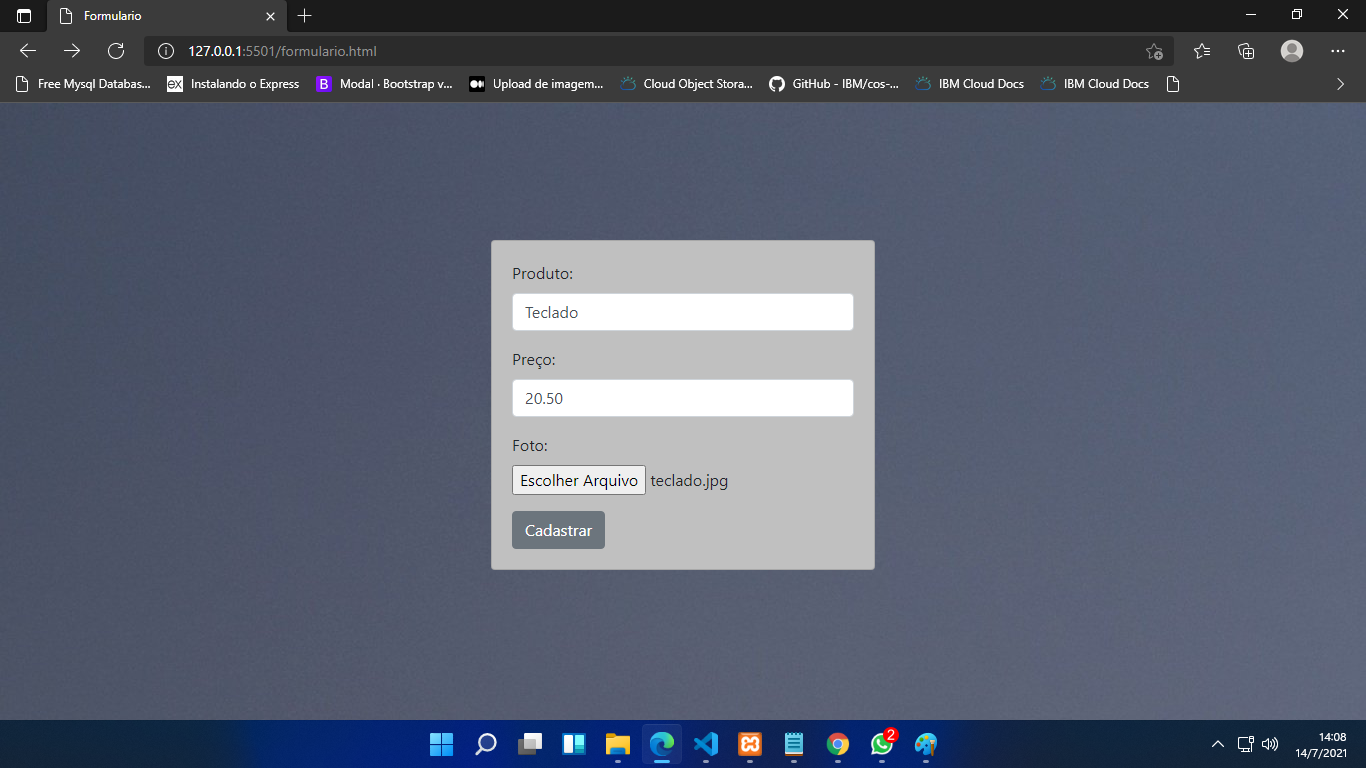 Formulario
127.0.0.1:5501/formulario.html
Free Mysql Databas...
ex Instalando o Express
B Modal · Bootstrap v...
Upload de imagem...
Cloud Object Stora...
GitHub - IBM/cos-...
IBM Cloud Docs
IBM Cloud Docs
Produto:
Teclado
Preço:
20.50
Foto:
Escolher Arquivo teclado.jpg
Cadastrar
2
14:08
14/7/2021